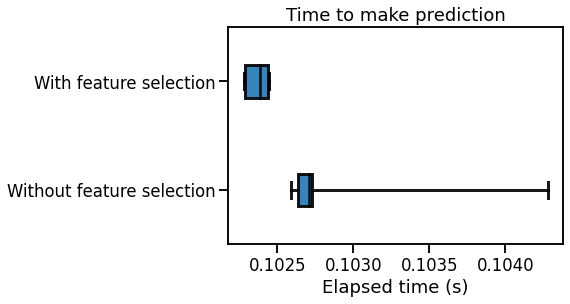 Time to make prediction
With feature selection
Without feature selection
0.1025 0.1030 0.1035 0.1040
Elapsed time (s)